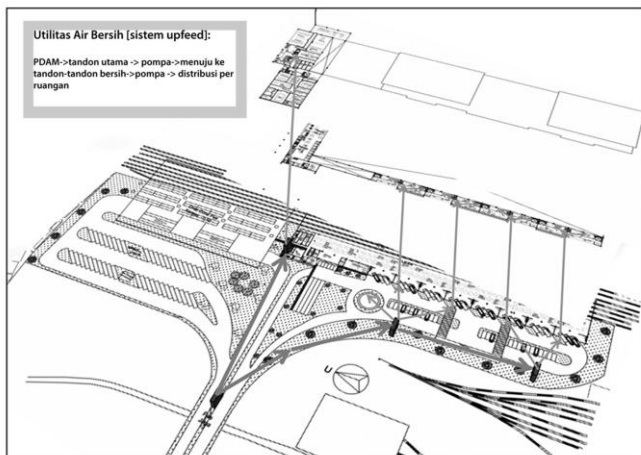 Utilitas Air Bersih [sistem upfeed]:
PDAM->tandon utama -> pompa->menuju ke
tandon-tandon bersih->pompa -> distribusi per
ruangan
U